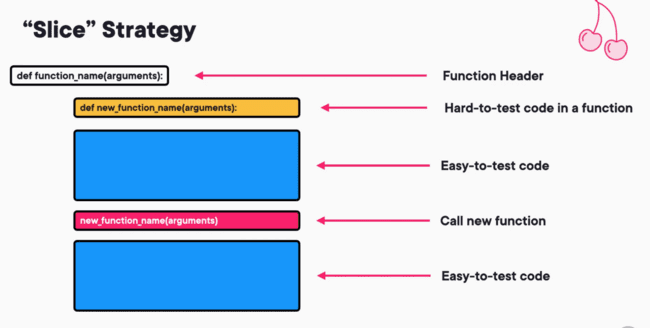 “Slice” Strategy
def function_name(arguments):
Function Header
def new_function_name(arguments):
Hard-to-test code in a function
Easy-to-test code
new_function_name(arguments)
Call new function
Easy-to-test code